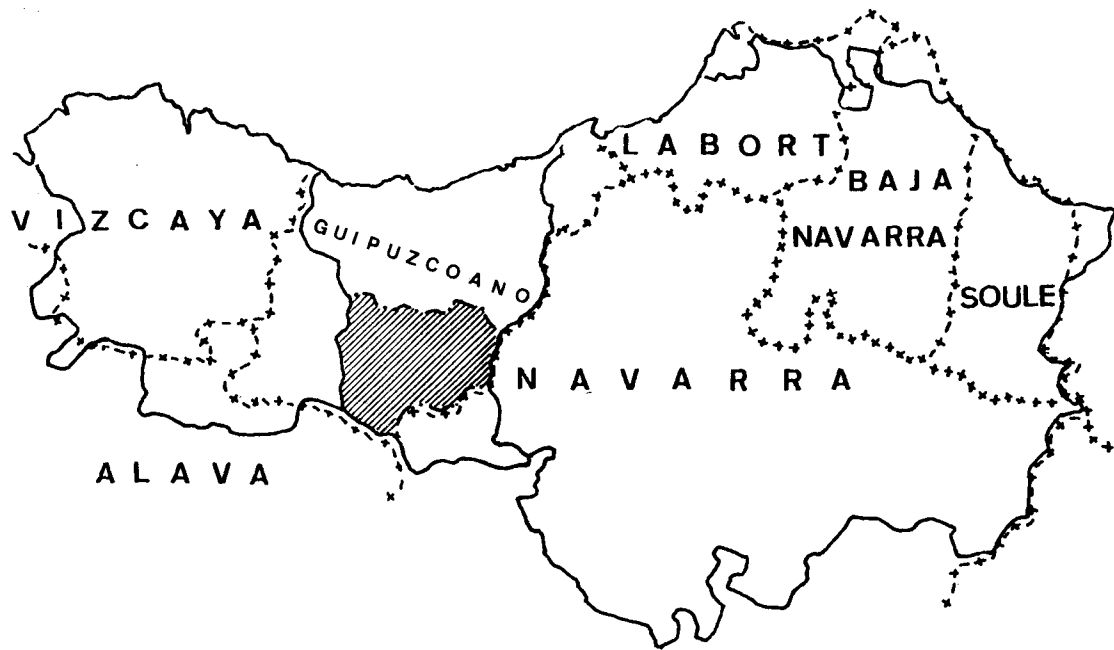 LABORT
BAJA
VIZCAYA
GUIPUZCOANO
NAVARRA
SOULE
NAVARRA
ALAVA